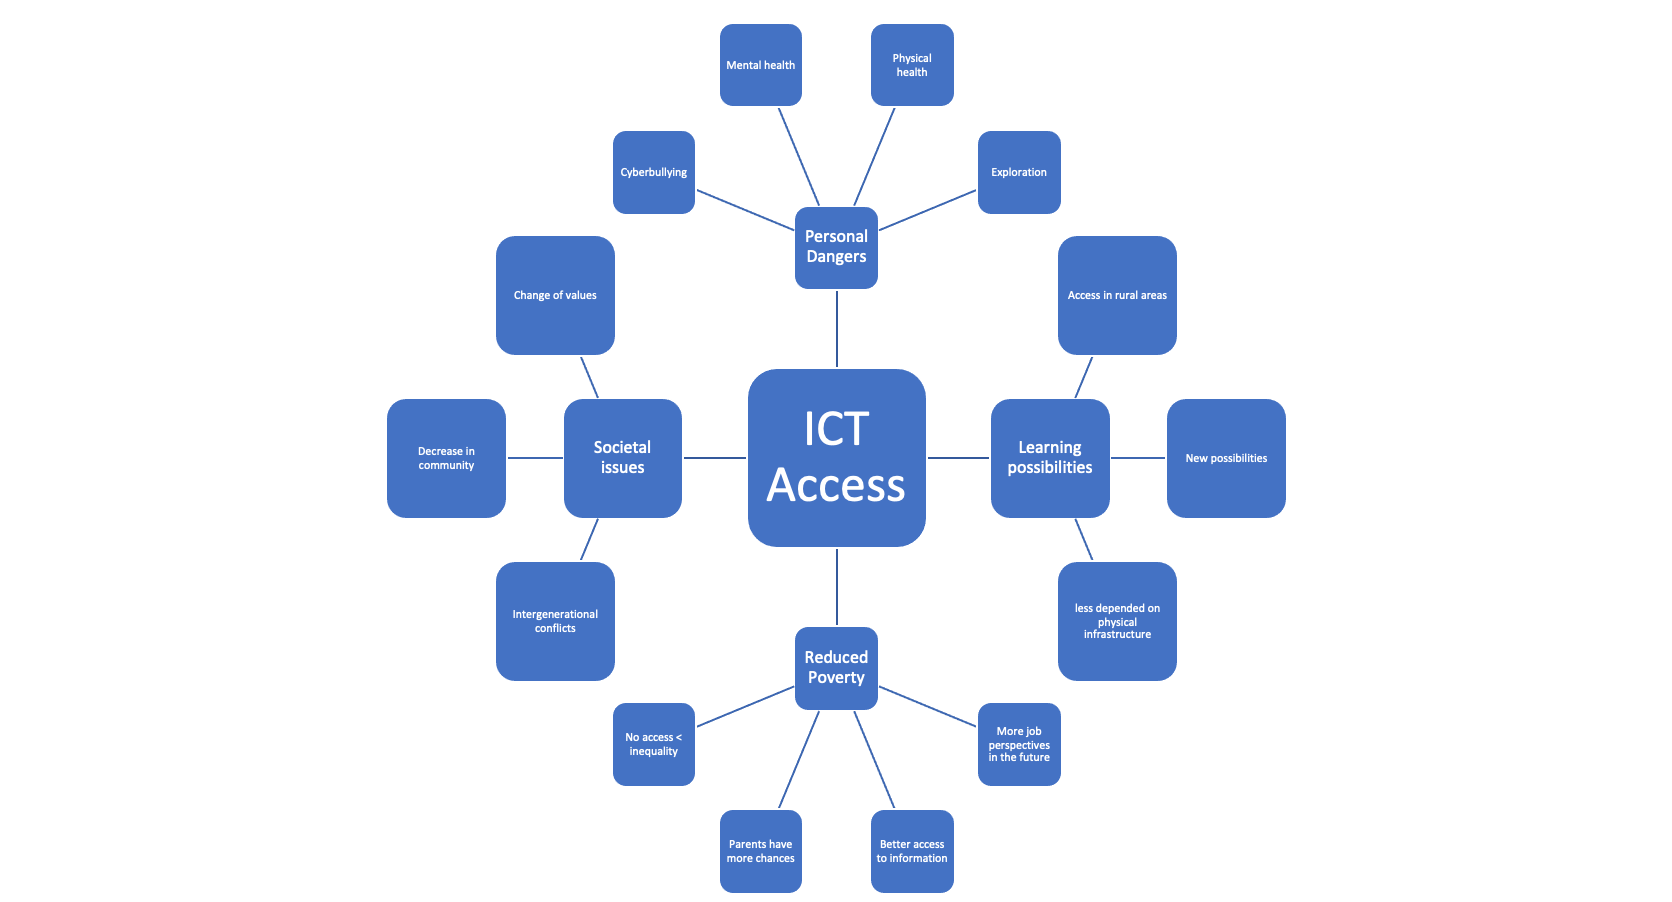 Mental health
Physical
health
Cyberbullying
Exploration
Personal
Dangers
Change of values
Access in rural areas
ICT
Access
Societal
issues
Decrease in
community
Learning
possibilities
New possibilities
Intergenerational
conflicts
less depended on
physical
infrastructure
Reduced
Poverty
No access <
inequality
More job
perspectives
in the future
Parents have
more chances
Better access
to information